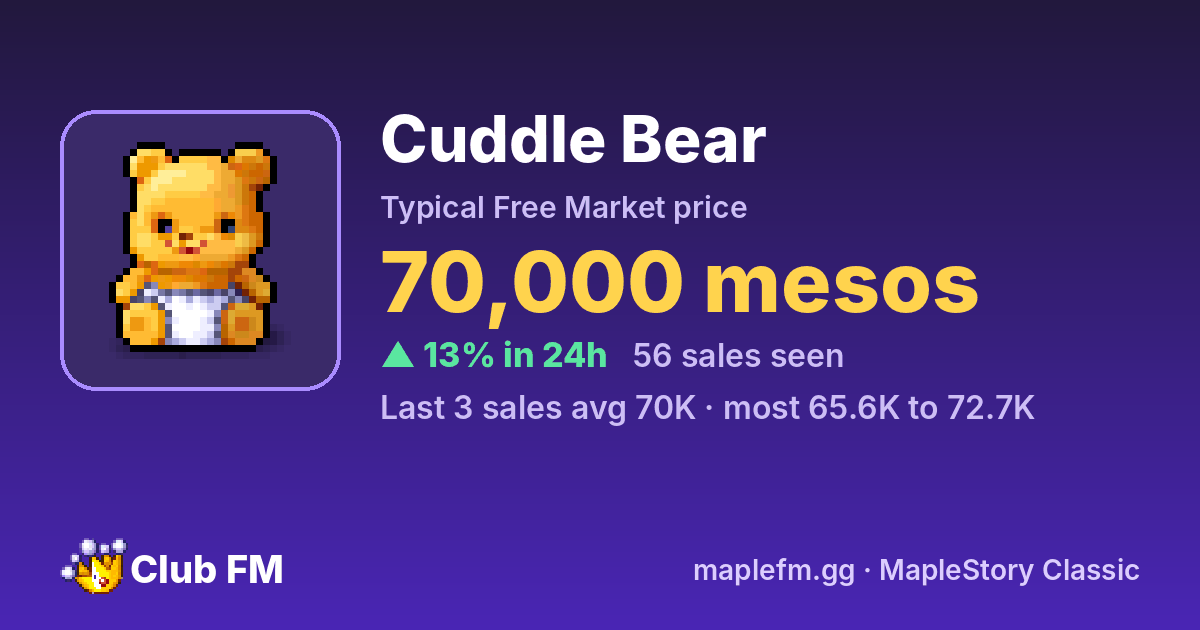 Cuddle Bear
Typical Free Market price
70,000 mesos
▲ 13% in 24h 56 sales seen
Last 3 sales avg 70K · most 65.6K to 72.7K
Club FM
maplefm.gg · MapleStory Classic